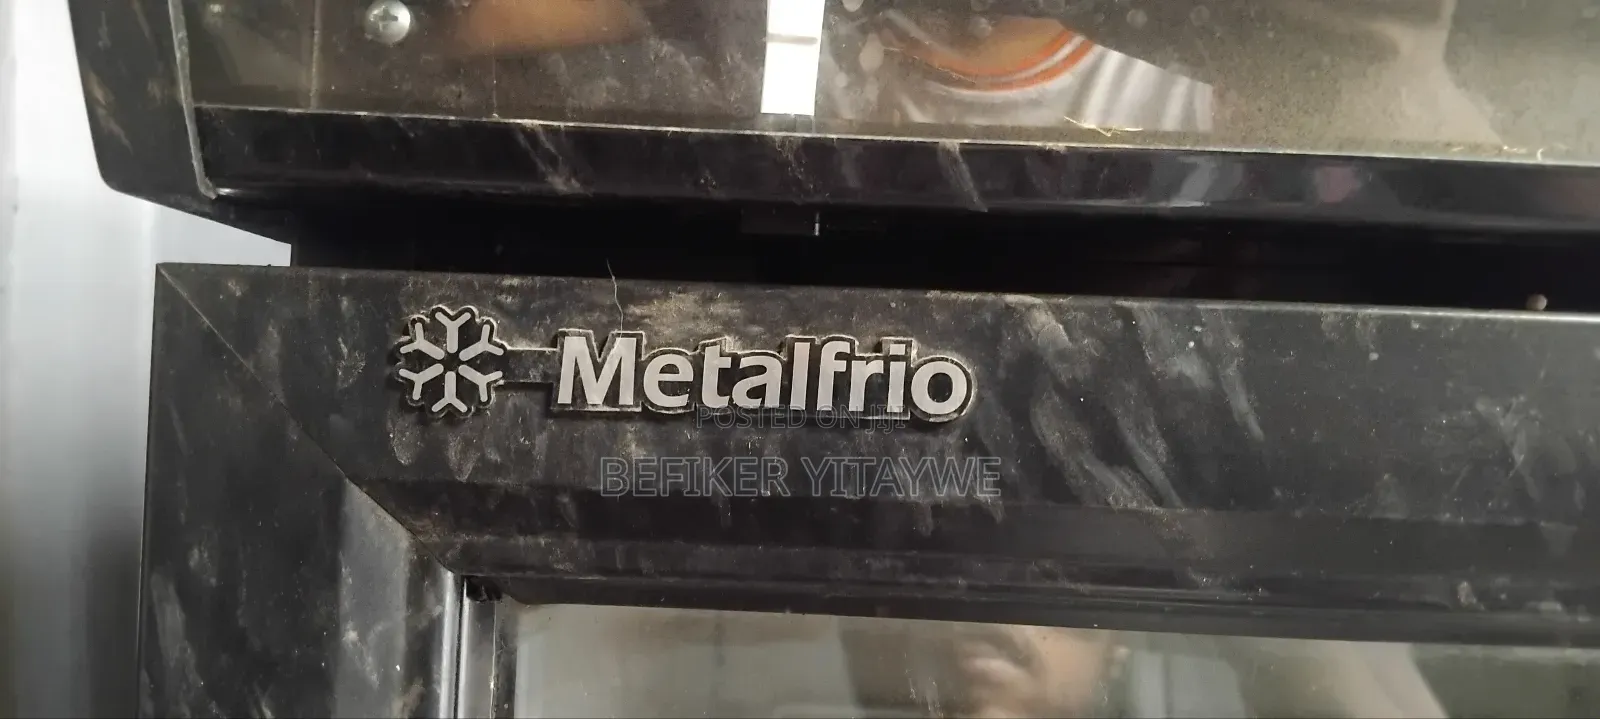 Metalfrio
POSTED ON JIJI
BEFIKER YITAYWE